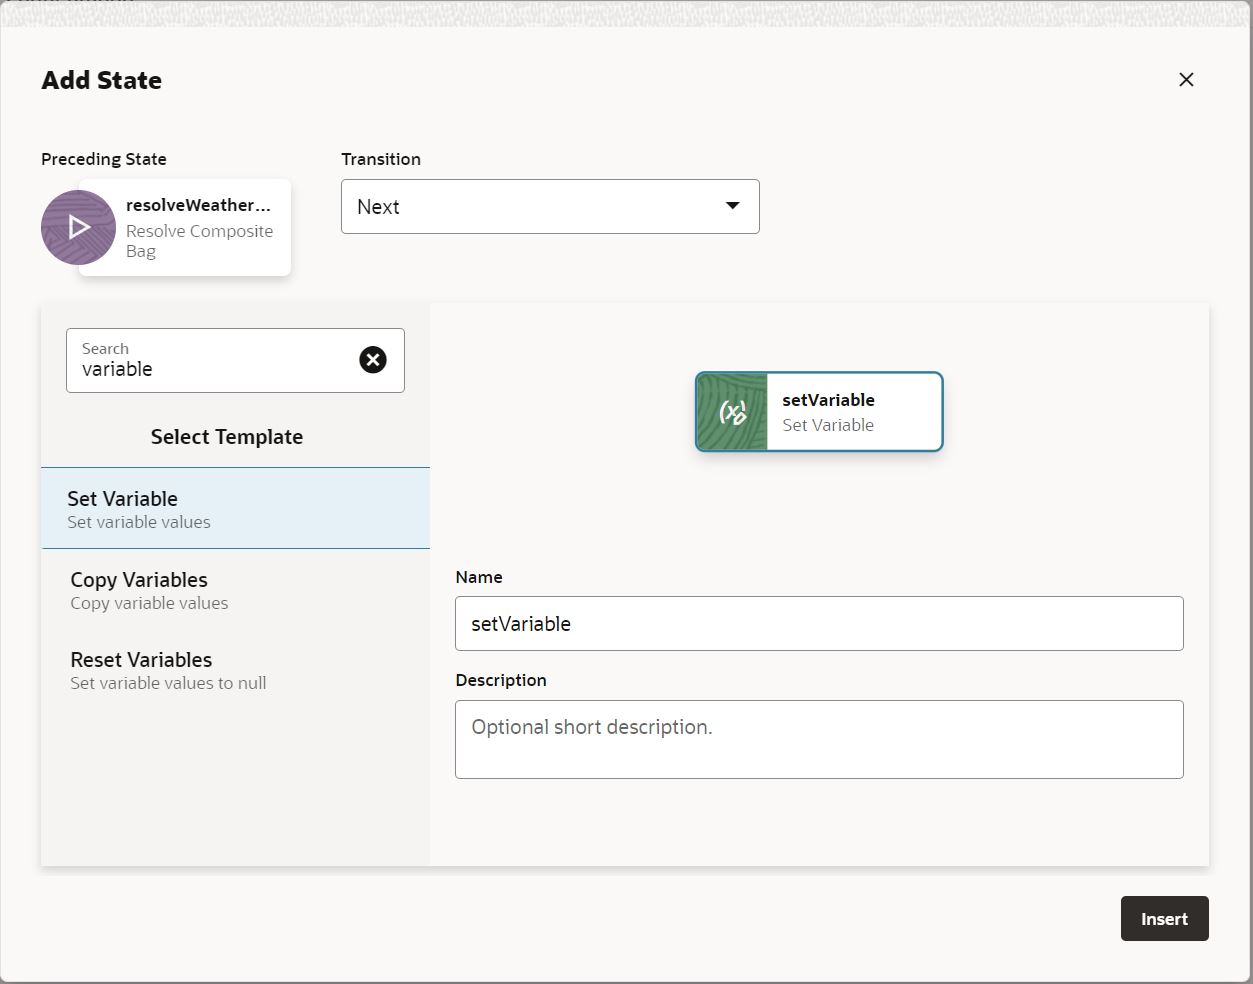 Add State
Preceding State
Transition
resolveWeather...
Resolve Composite
Bag
Next
Search
variable
Select Template
Set Variable
Set variable values
Copy Variables
Copy variable values
Reset Variables
Set variable values to null
setVariable
Set Variable
Name
setVariable
Description
Optional short description.
Insert